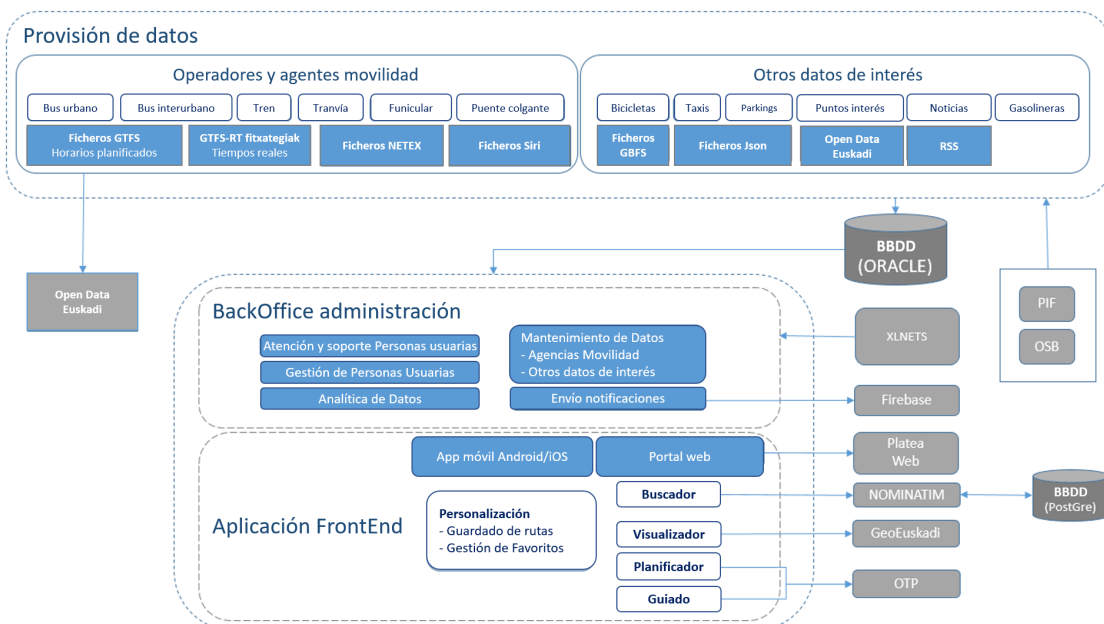 Provisión de datos
Operadores y agentes movilidad
Bus urbano
Bus interurbano
Tren
Tranvía
Funicular
Puente colgante
Ficheros GTFS
Horarios planificados
GTFS-RT fitxategiak
Tiempos reales
Ficheros NETEX
Ficheros Siri
Otros datos de interés
Bicicletas
Taxis
Parkings
Puntos interés
Noticias
Gasolineras
Ficheros
GBFS
Ficheros Json
Open Data
Euskadi
RSS
BBDD
(ORACLE)
Open Data
Euskadi
PIF
OSB
BackOffice administración
Atención y soporte Personas usuarias
Gestión de Personas Usuarias
Analítica de Datos
Mantenimiento de Datos
- Agencias Movilidad
- Otros datos de interés
Envío notificaciones
XLNETS
Firebase
Aplicación FrontEnd
App móvil Android/iOS
Portal web
Personalización
- Guardado de rutas
- Gestión de Favoritos
Buscador
Visualizador
Planificador
Guiado
Platea
Web
NOMINATIM
BBDD
(PostGre)
GeoEuskadi
OTP